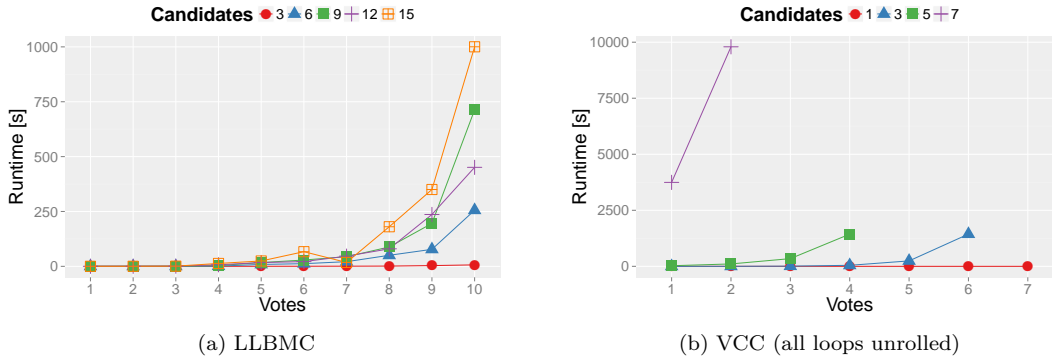 Candidates 3 6 9 12 15
1000
750
500
250
0
Runtime [s]
1 2 3 4 5 6 7 8 9 10
Votes
(a) LLBMC
Candidates 1 3 5 7
10000
7500
5000
2500
0
Runtime [s]
1 2 3 4 5 6 7
Votes
(b) VCC (all loops unrolled)